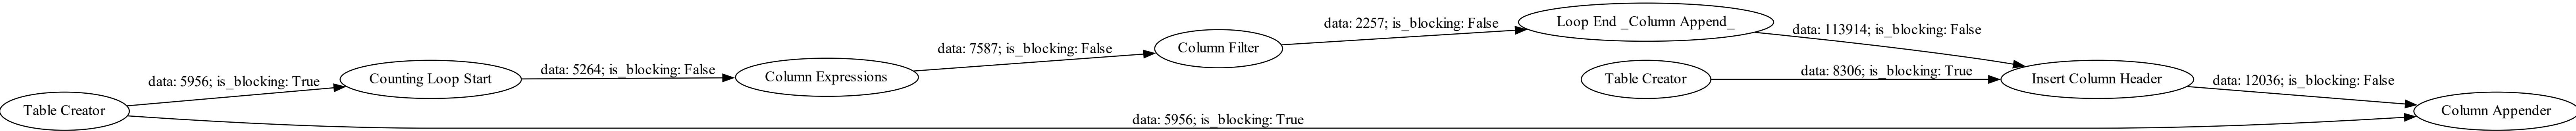 Table Creator
data: 5956; is_blocking: True
Counting Loop Start
data: 5264; is_blocking: False
Column Expressions
data: 7587; is_blocking: False
Column Filter
data: 2257; is_blocking: False
Loop End _Column Append_
data: 113914; is_blocking: False
Table Creator
data: 8306; is_blocking: True
Insert Column Header
data: 12036; is_blocking: False
Column Appender
data: 5956; is_blocking: True